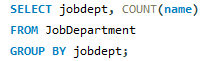 SELECT jobdept, COUNT(name)
FROM JobDepartment
GROUP BY jobdept;